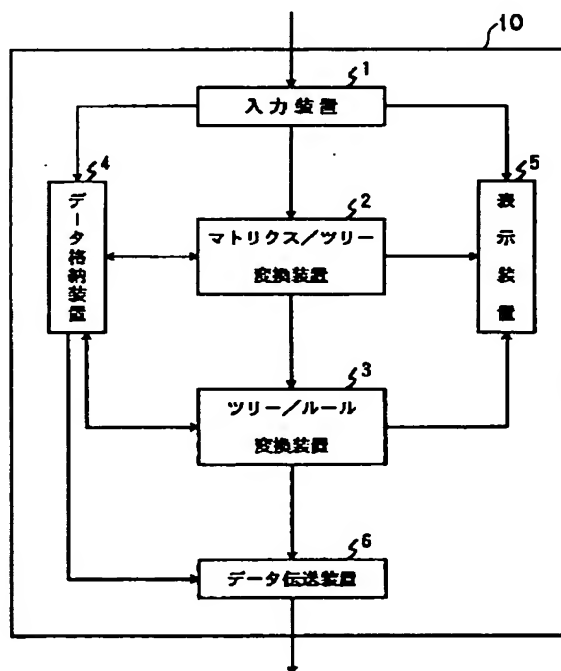 10
1
入力装置
4
データ格納装置
5
表示装置
2
マトリクス/ツリー
変換装置
3
ツリー/ルール
変換装置
6
データ伝送装置